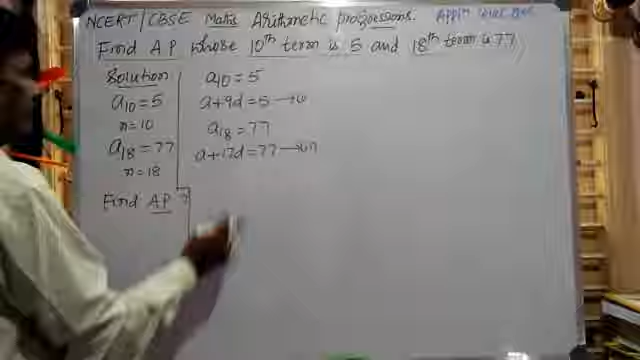 NCERT/CBSE Maths Arithmetic progressions.
Find AP whose 10th term is 5 and 18th term is 77
Solution
a10 = 5
n = 10
a18 = 77
n = 18
Find AP ?
a10 = 5
a + 9d = 5 → (i)
a18 = 77
a + 17d = 77 → (ii)